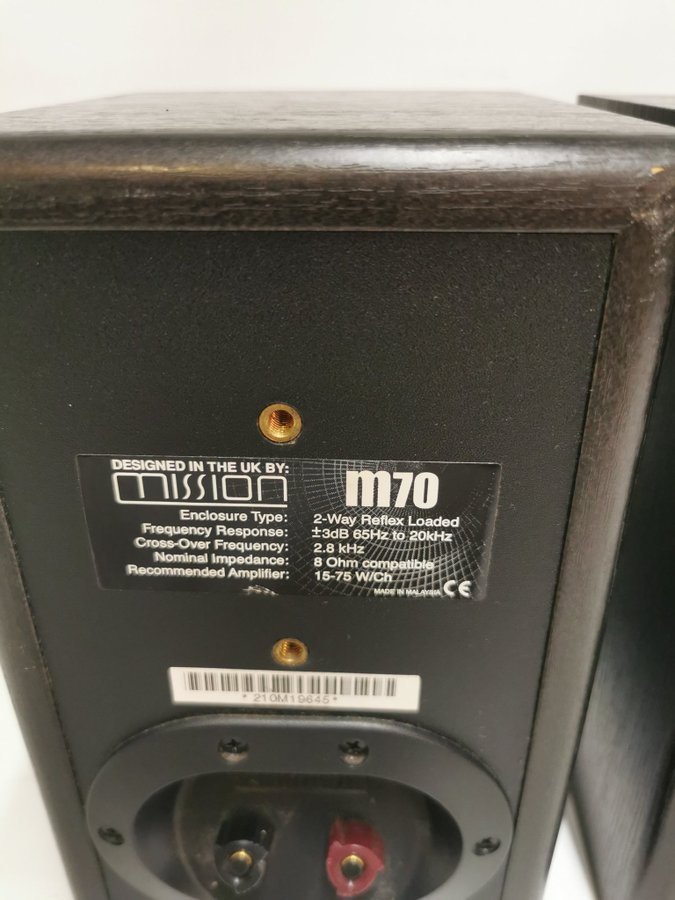 DESIGNED IN THE UK BY:
mission
m70
Enclosure Type: 2-Way Reflex Loaded
Frequency Response: ±3dB 65Hz to 20kHz
Cross-Over Frequency: 2.8 kHz
Nominal Impedance: 8 Ohm compatible
Recommended Amplifier: 15-75 W/Ch
MADE IN MALAYSIA CE
*210M19645*